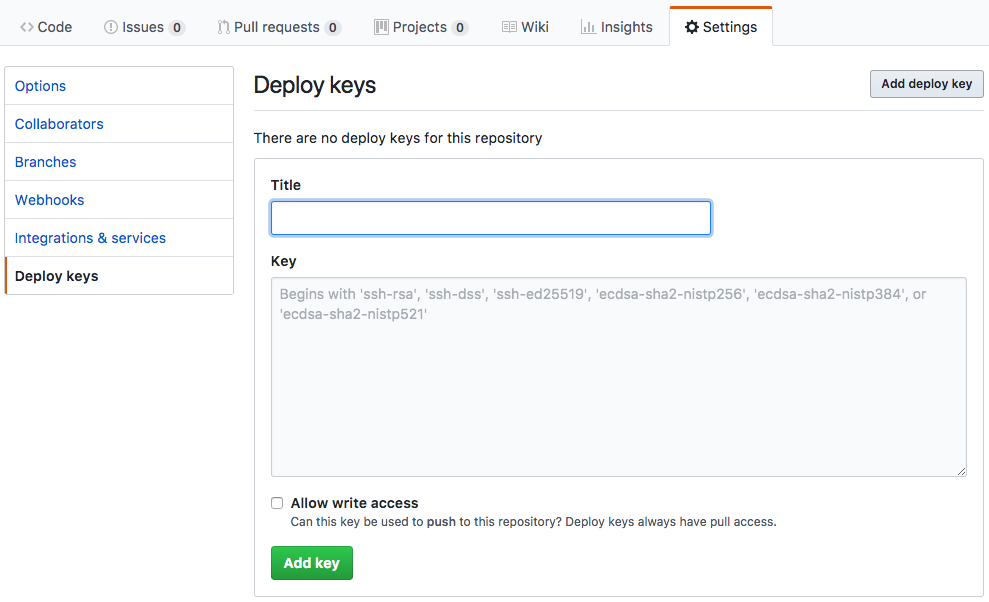 Code Issues 0 Pull requests 0 Projects 0 Wiki Insights Settings
Options
Collaborators
Branches
Webhooks
Integrations & services
Deploy keys
Deploy keys
Add deploy key
There are no deploy keys for this repository
Title
Key
Begins with 'ssh-rsa', 'ssh-dss', 'ssh-ed25519', 'ecdsa-sha2-nistp256', 'ecdsa-sha2-nistp384', or
'ecdsa-sha2-nistp521'
Allow write access
Can this key be used to push to this repository? Deploy keys always have pull access.
Add key